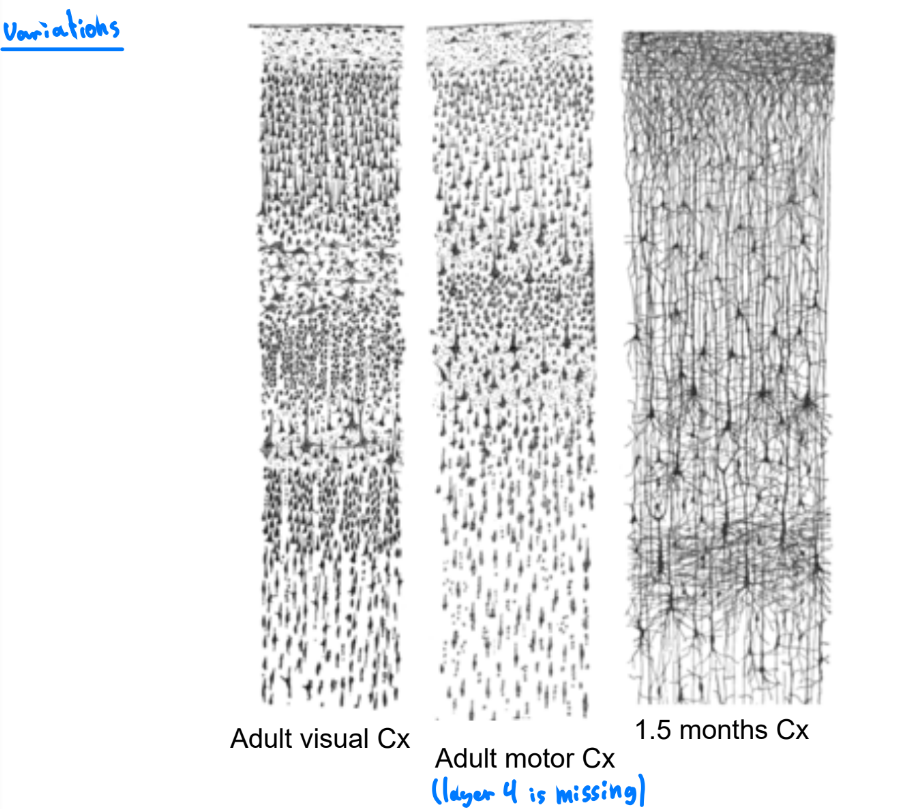 Variations
Adult visual Cx
Adult motor Cx
1.5 months Cx
(layer 4 is missing)